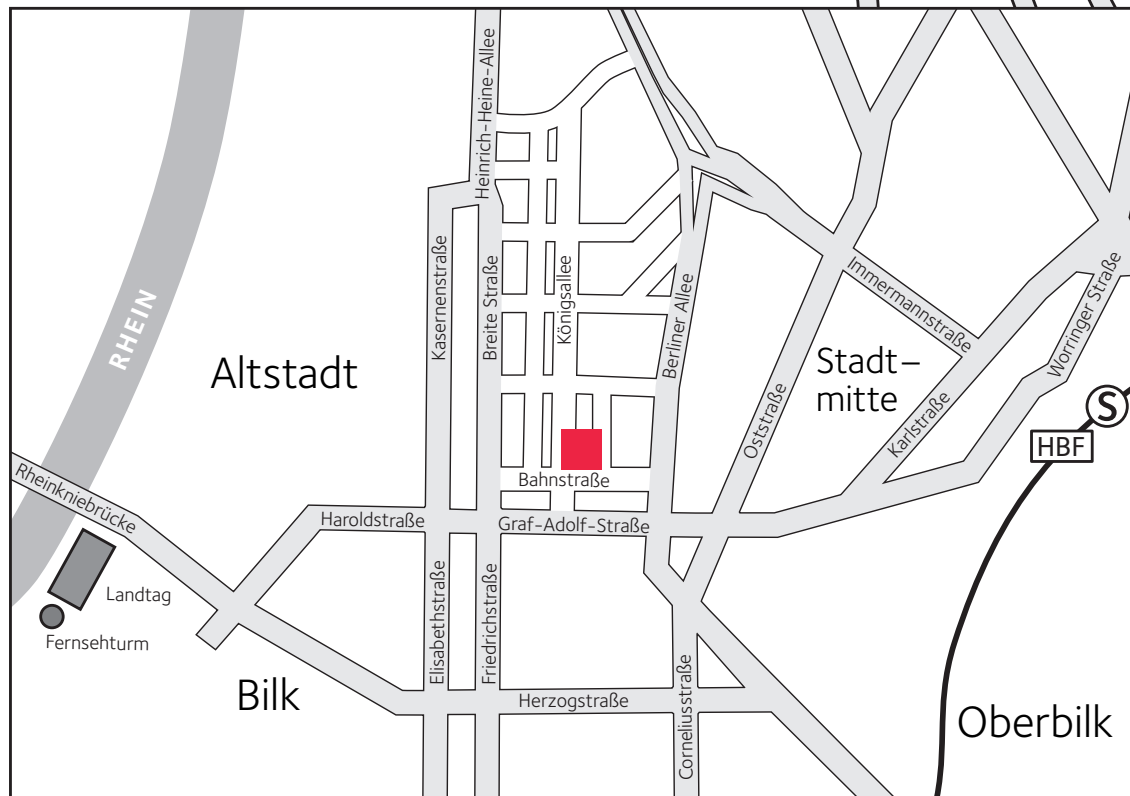 Heinrich-Heine-Allee
Königsallee
Kasernenstraße
Breite Straße
Berliner Allee
Immermannstraße
Worringer Straße
RHEIN
Altstadt
Stadt–
mitte
Oststraße
Karlstraße
S
HBF
Rheinkniebrücke
Bahnstraße
Haroldstraße
Graf-Adolf-Straße
Landtag
Fernsehturm
Elisabethstraße
Friedrichstraße
Corneliusstraße
Bilk
Herzogstraße
Oberbilk